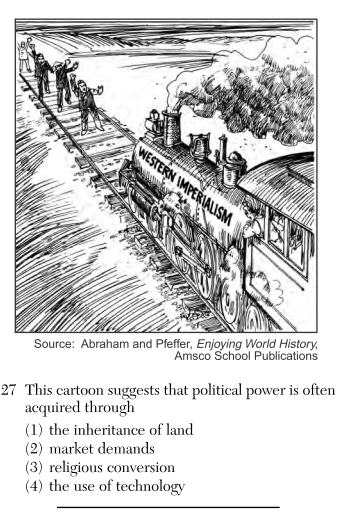 WESTERN IMPERIALISM
Source: Abraham and Pfeffer, Enjoying World History,
Amsco School Publications
27 This cartoon suggests that political power is often
acquired through
(1) the inheritance of land
(2) market demands
(3) religious conversion
(4) the use of technology